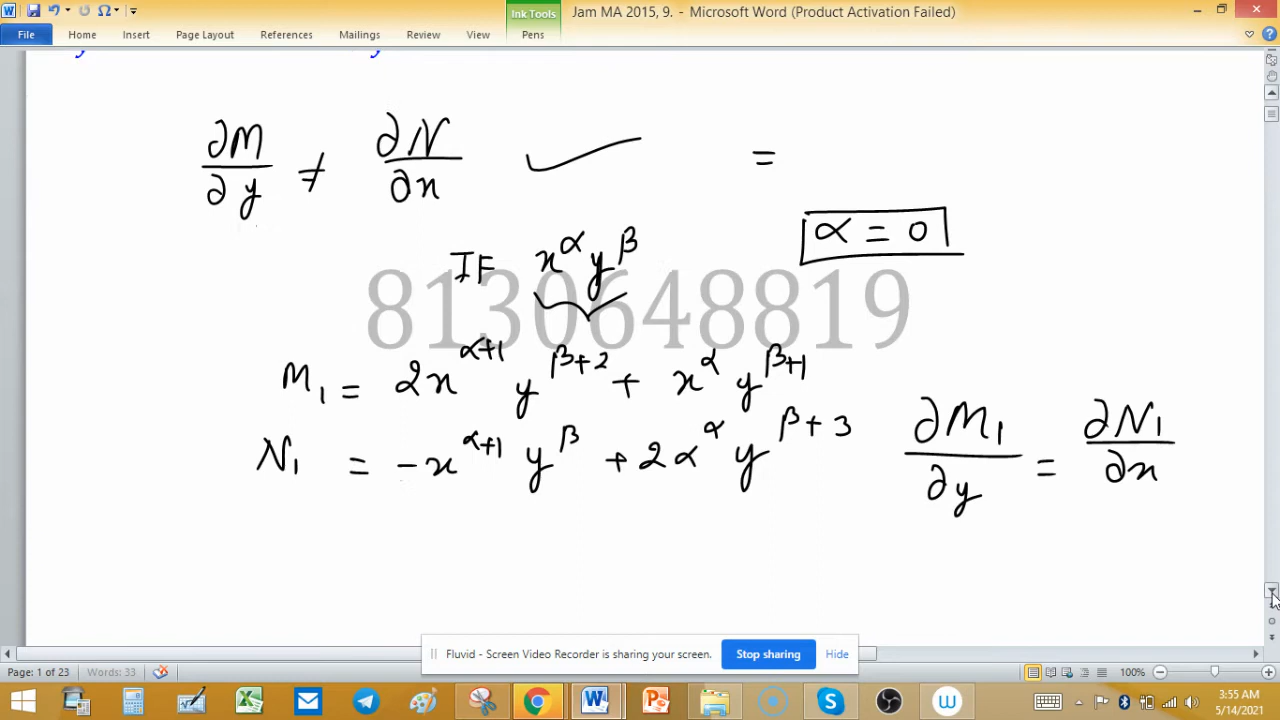 Ink Tools
Jam MA 2015, 9. - Microsoft Word (Product Activation Failed)
File Home Insert Page Layout References Mailings Review View Pens
∂M/∂y ≠ ∂N/∂x =
α = 0
IF x^α y^β
8130648819
M₁ = 2x^(α+1) y^(β+2) + x^α y^(β+1)
N₁ = -x^(α+1) y^β + 2α^α y^(β+3) ∂M₁/∂y = ∂N₁/∂x
Fluvid - Screen Video Recorder is sharing your screen. Stop sharing Hide
Page: 1 of 23 Words: 33 100%
3:55 AM
5/14/2021